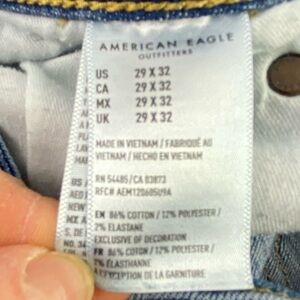 AMERICAN EAGLE
OUTFITTERS
US 29 X 32
CA 29 X 32
MX 29 X 32
UK 29 X 32
MADE IN VIETNAM / FABRIQUÉ AU
VIETNAM / HECHO EN VIETNAM
RN 54485/CA 03873
RFC# AEM120605U9A
EN 86% COTTON / 12% POLYESTER /
2% ELASTANE
EXCLUSIVE OF DECORATION
FR 86% COTON / 12% POLYESTER /
2% ÉLASTHANNE
À L'EXCEPTION DE LA GARNITURE